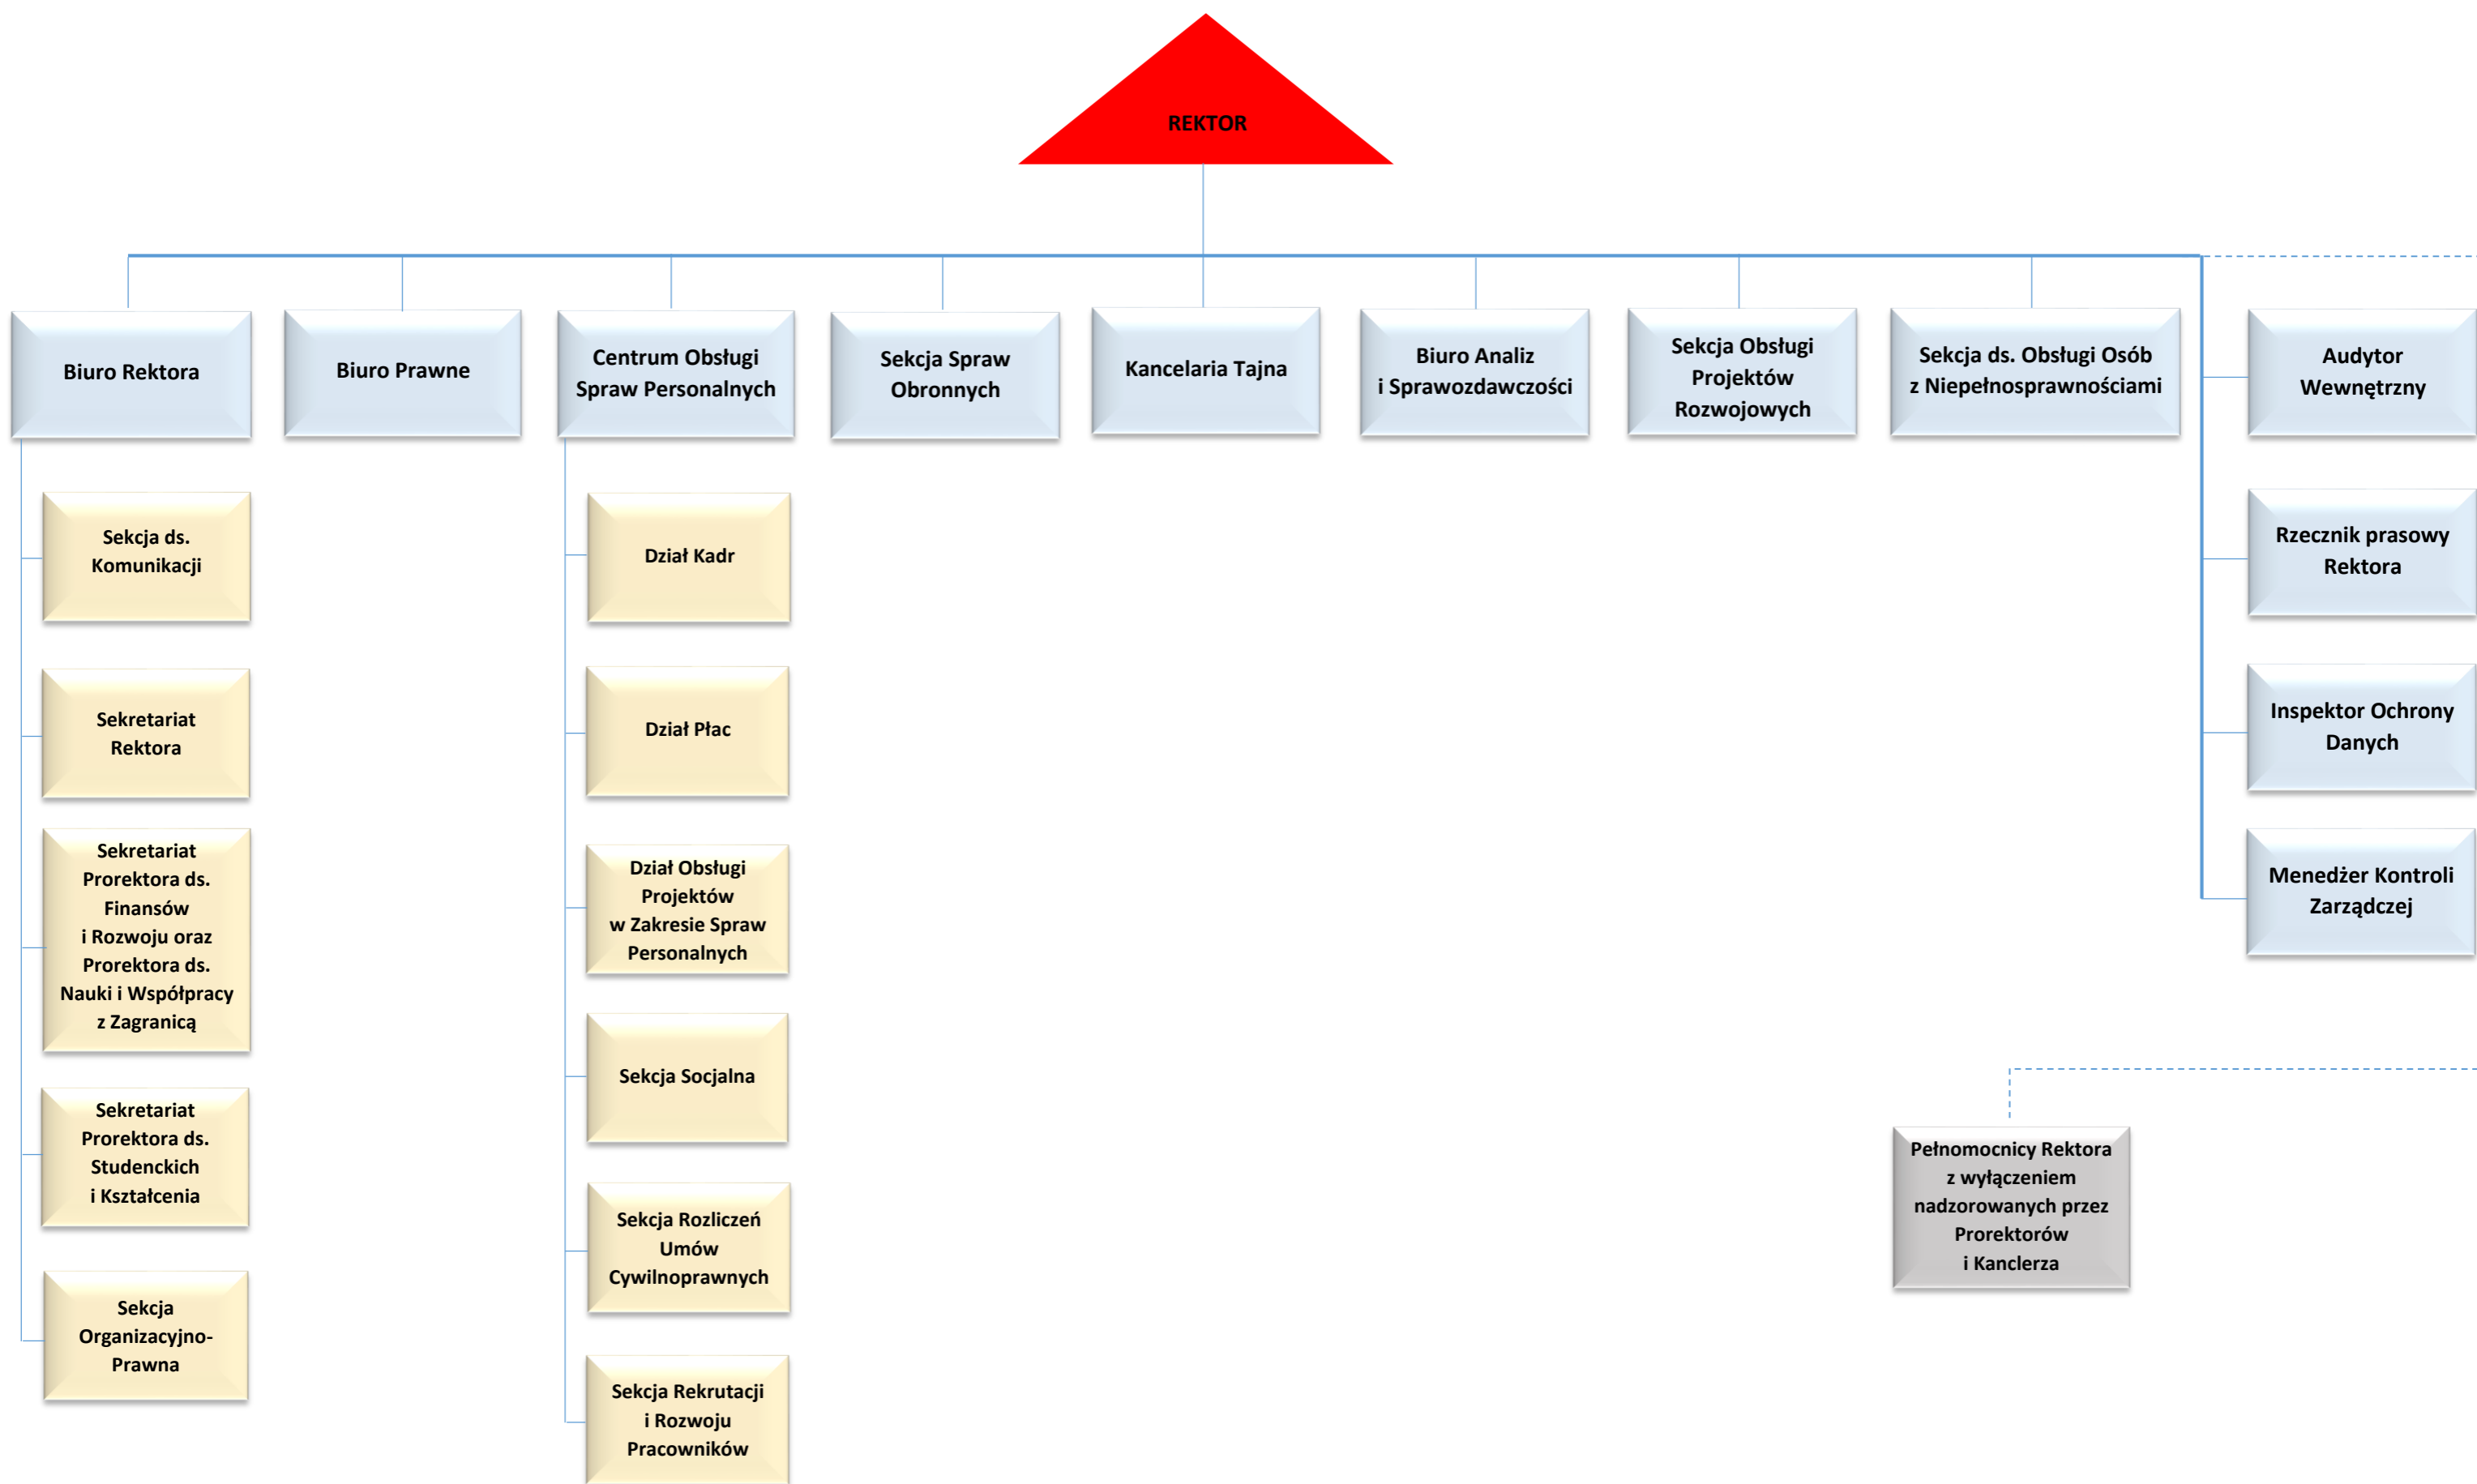 REKTOR
Biuro Rektora
Biuro Prawne
Centrum Obsługi
Spraw Personalnych
Sekcja Spraw
Obronnych
Kancelaria Tajna
Biuro Analiz
i Sprawozdawczości
Sekcja Obsługi
Projektów
Rozwojowych
Sekcja ds. Obsługi Osób
z Niepełnosprawnościami
Audytor
Wewnętrzny
Sekcja ds.
Komunikacji
Sekretariat
Rektora
Sekretariat
Prorektora ds.
Finansów
i Rozwoju oraz
Prorektora ds.
Nauki i Współpracy
z Zagranicą
Sekretariat
Prorektora ds.
Studenckich
i Kształcenia
Sekcja
Organizacyjno-
Prawna
Dział Kadr
Dział Płac
Dział Obsługi
Projektów
w Zakresie Spraw
Personalnych
Sekcja Socjalna
Sekcja Rozliczeń
Umów
Cywilnoprawnych
Sekcja Rekrutacji
i Rozwoju
Pracowników
Rzecznik prasowy
Rektora
Inspektor Ochrony
Danych
Menedżer Kontroli
Zarządczej
Pełnomocnicy Rektora
z wyłączeniem
nadzorowanych przez
Prorektorów
i Kanclerza